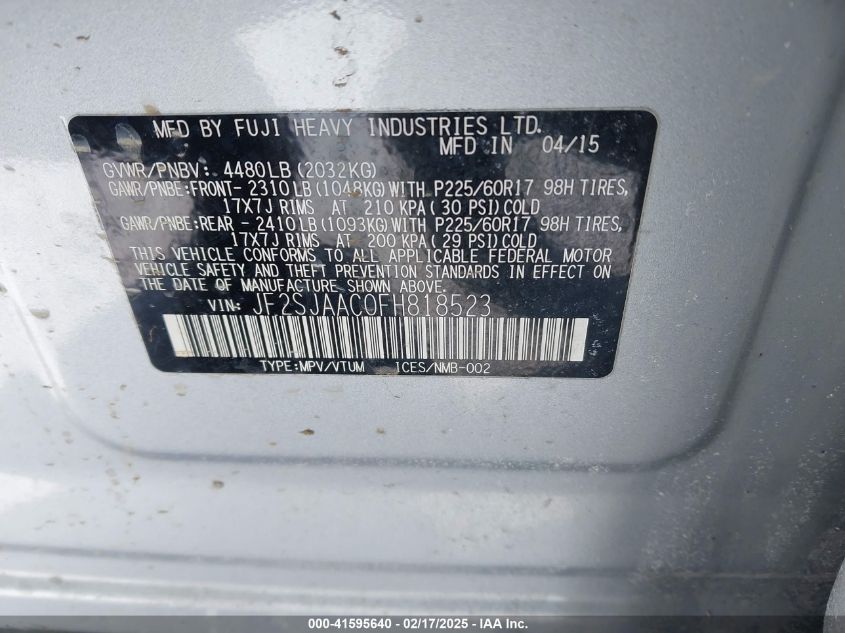 MFD BY FUJI HEAVY INDUSTRIES LTD.
MFD IN 04/15
GVWR/PNBV: 4480LB(2032KG)
GAWR/PNBE:FRONT- 2310LB(1048KG)WITH P225/60R17 98H TIRES,
17X7J RIMS AT 210 KPA( 30 PSI)COLD
GAWR/PNBE:REAR - 2410LB(1093KG)WITH P225/60R17 98H TIRES,
17X7J RIMS AT 200 KPA( 29 PSI)COLD
THIS VEHICLE CONFORMS TO ALL APPLICABLE FEDERAL MOTOR
VEHICLE SAFETY AND THEFT PREVENTION STANDARDS IN EFFECT ON
THE DATE OF MANUFACTURE SHOWN ABOVE.
VIN: JF2SJAAC0FH818523
TYPE:MPV/VTUM ICES/NMB-002
000-41595640 - 02/17/2025 - IAA Inc.